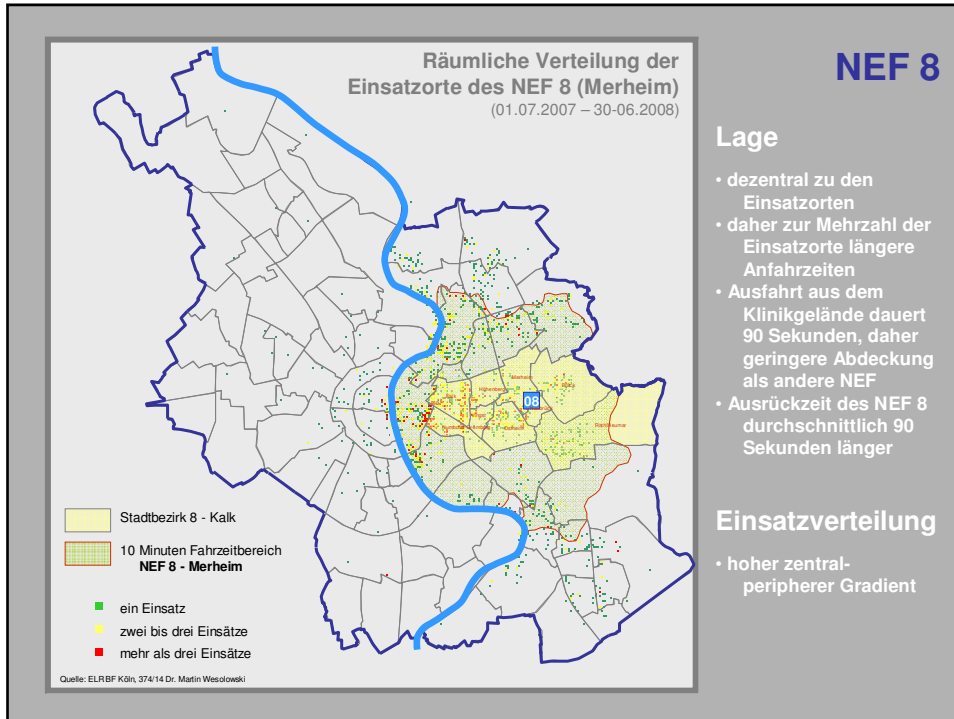 Räumliche Verteilung der
Einsatzorte des NEF 8 (Merheim)
(01.07.2007 – 30-06.2008)
08
Stadtbezirk 8 - Kalk
10 Minuten Fahrzeitbereich
NEF 8 - Merheim
ein Einsatz
zwei bis drei Einsätze
mehr als drei Einsätze
Quelle: ELR BF Köln, 374/14 Dr. Martin Wesolowski
NEF 8
Lage
• dezentral zu den
Einsatzorten
• daher zur Mehrzahl der
Einsatzorte längere
Anfahrzeiten
• Ausfahrt aus dem
Klinikgelände dauert
90 Sekunden, daher
geringere Abdeckung
als andere NEF
• Ausrückzeit des NEF 8
durchschnittlich 90
Sekunden länger
Einsatzverteilung
• hoher zentral-
peripherer Gradient